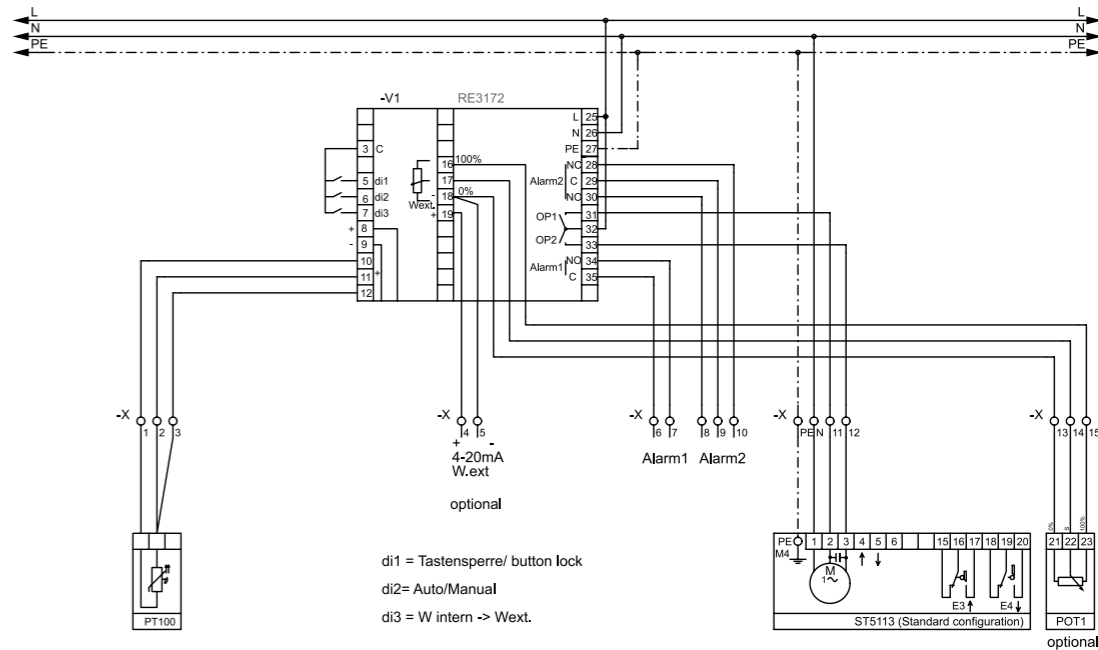 L L
N N
PE PE
-V1 RE3172
L 25
N 26
3 C PE 27
16 100% NO 28
5 di1 17 Alarm2 C 29
6 di2 18 0% NO 30
- Wext.
7 di3 + 19 OP1 31
+ 8 32
- 9 OP2 33
10 NO 34
11 + Alarm1 C 35
12
-X 1 2 3 -X 4 5 -X 6 7 8 9 10 -X PE N 11 12 -X 13 14 15
+ -
4-20mA
W.ext
Alarm1 Alarm2
optional
0% s 100%
PE 1 2 3 4 5 6 15 16 17 18 19 20 21 22 23
M4
M
1~
E3 E4
PT100 ST5113 (Standard configuration) POT1
optional
di1 = Tastensperre/ button lock
di2= Auto/Manual
di3 = W intern -> Wext.